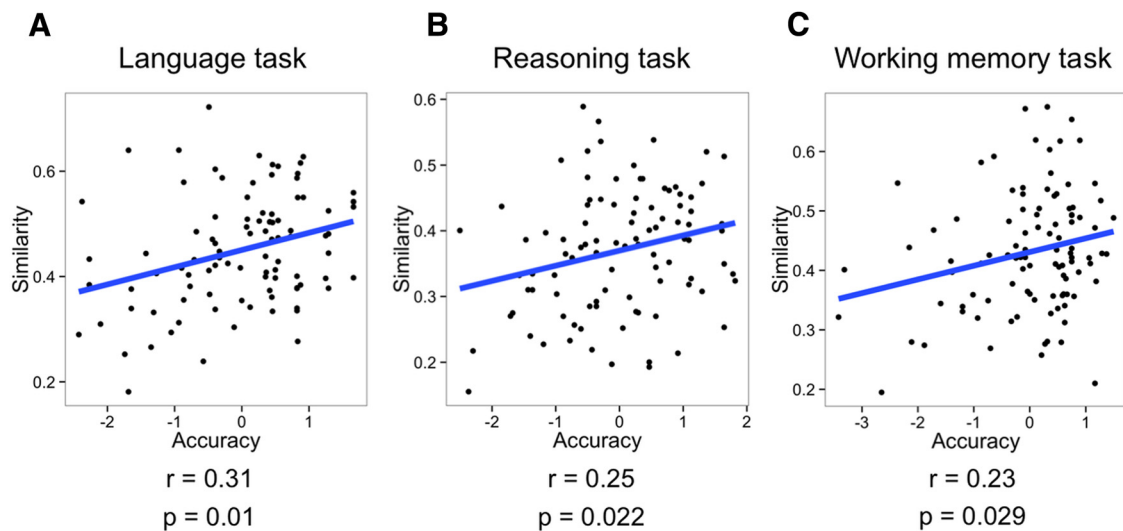 A
Language task
Similarity
0.6
0.4
0.2
-2
-1
0
1
Accuracy
r = 0.31
p = 0.01
B
Reasoning task
Similarity
0.6
0.5
0.4
0.3
0.2
-2
-1
0
1
2
Accuracy
r = 0.25
p = 0.022
C
Working memory task
Similarity
0.6
0.5
0.4
0.3
0.2
-3
-2
-1
0
1
Accuracy
r = 0.23
p = 0.029